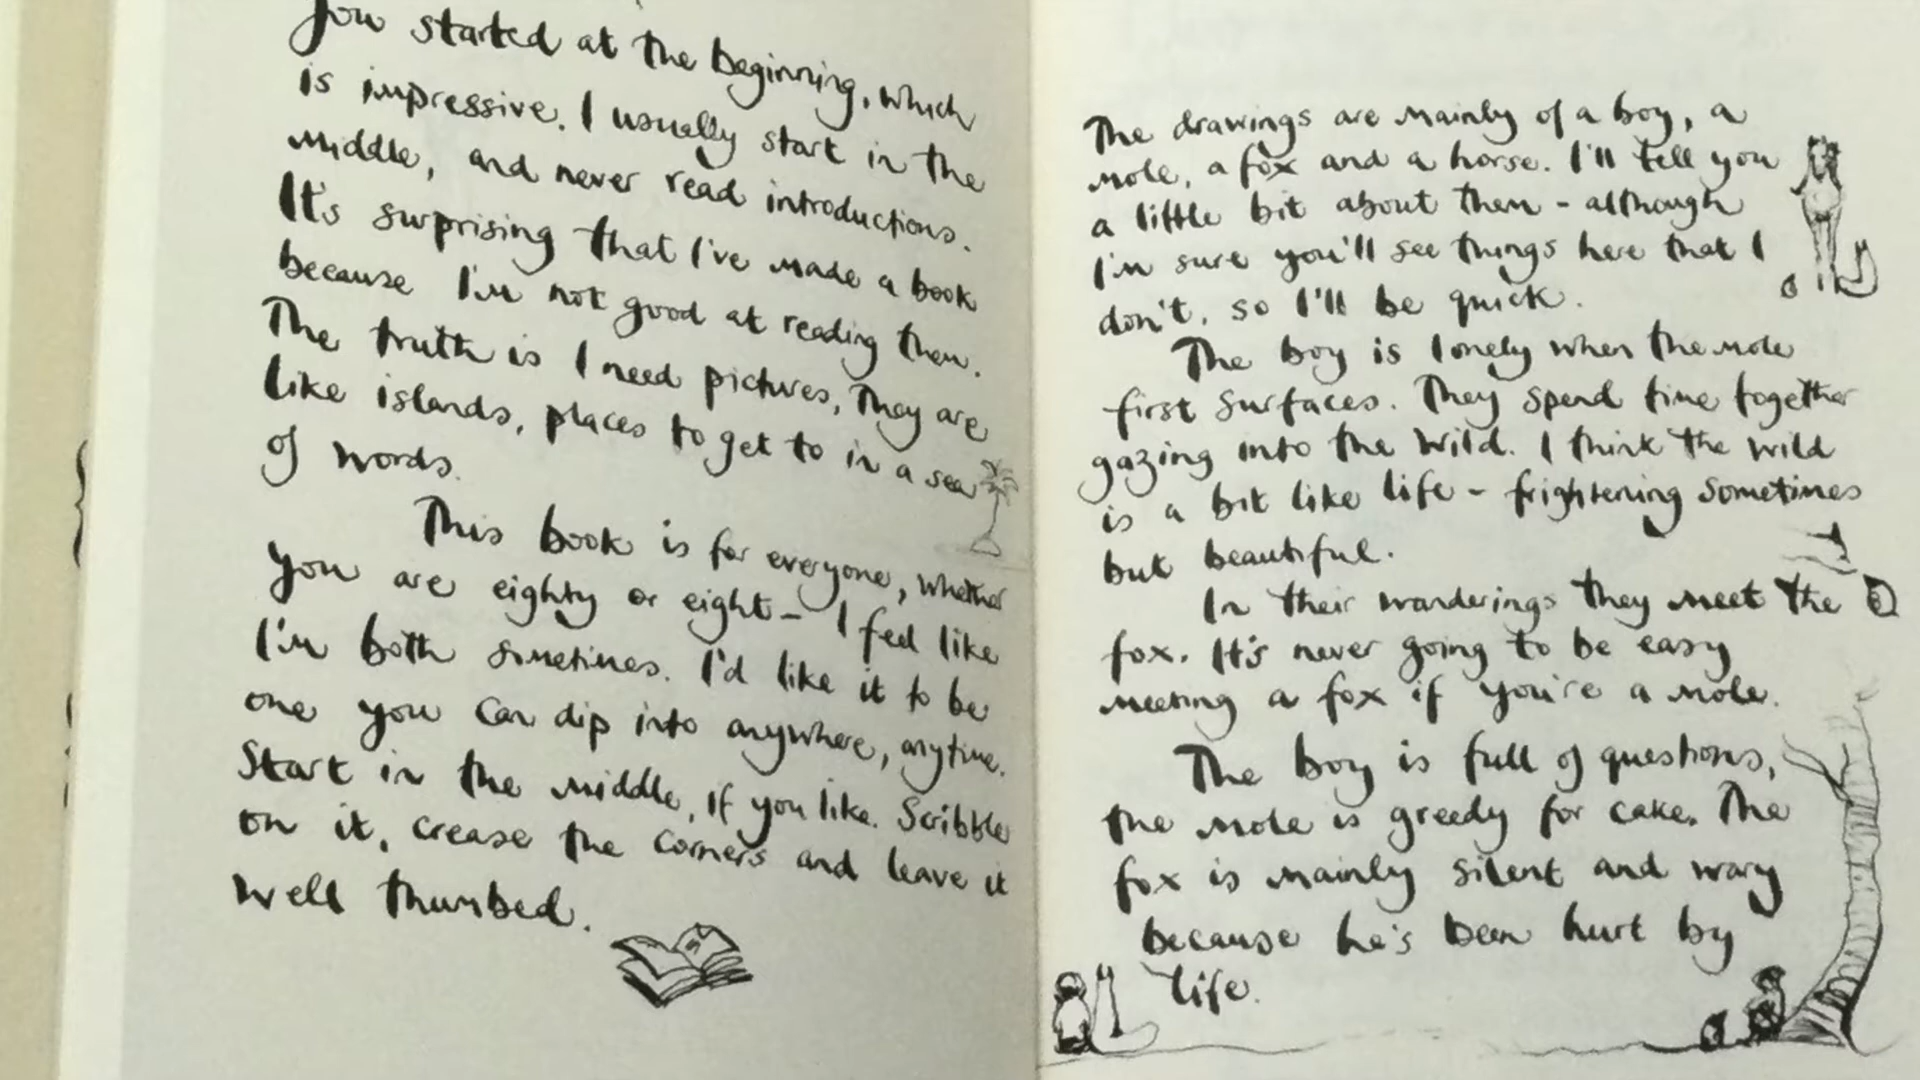 You started at the beginning, which
is impressive. I usually start in the
middle, and never read introductions.
It's surprising that I've made a book
because I'm not good at reading them.
The truth is I need pictures, they are
like islands, places to get to in a sea
of words.
This book is for everyone, whether
you are eighty or eight – I feel like
I'm both sometimes. I'd like it to be
one you can dip into anywhere, anytime.
Start in the middle, if you like. Scribble
on it, crease the corners and leave it
well thumbed.
The drawings are mainly of a boy, a
mole, a fox and a horse. I'll tell you
a little bit about them – although
I'm sure you'll see things here that I
don't, so I'll be quick.
The boy is lonely when the mole
first surfaces. They spend time together
gazing into the wild. I think the wild
is a bit like life – frightening sometimes
but beautiful.
In their wanderings they meet the
fox. It's never going to be easy
meeting a fox if you're a mole.
The boy is full of questions,
the mole is greedy for cake. The
fox is mainly silent and wary
because he's been hurt by
life.